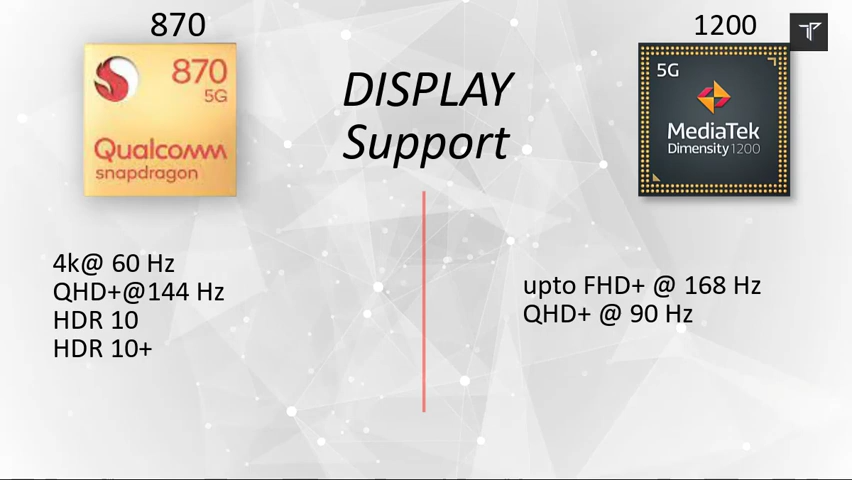 870
870
5G
Qualcomm
snapdragon
DISPLAY
Support
1200
5G
MediaTek
Dimensity 1200
4k@ 60 Hz
QHD+@144 Hz
HDR 10
HDR 10+
upto FHD+ @ 168 Hz
QHD+ @ 90 Hz